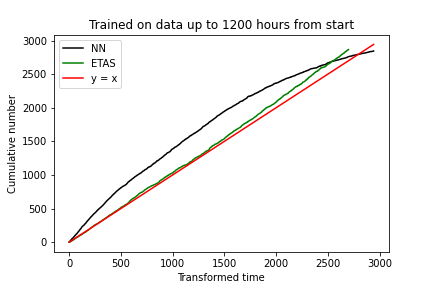 Trained on data up to 1200 hours from start
NN
ETAS
y = x
Cumulative number
3000
2500
2000
1500
1000
500
0
0 500 1000 1500 2000 2500 3000
Transformed time